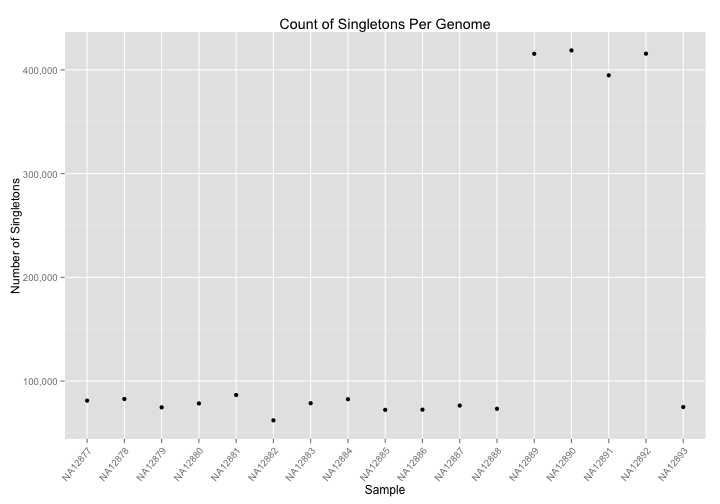 Count of Singletons Per Genome
Number of Singletons
400,000
300,000
200,000
100,000
NA12877
NA12878
NA12879
NA12880
NA12881
NA12882
NA12883
NA12884
NA12885
NA12886
NA12887
NA12888
NA12889
NA12890
NA12891
NA12892
NA12893
Sample